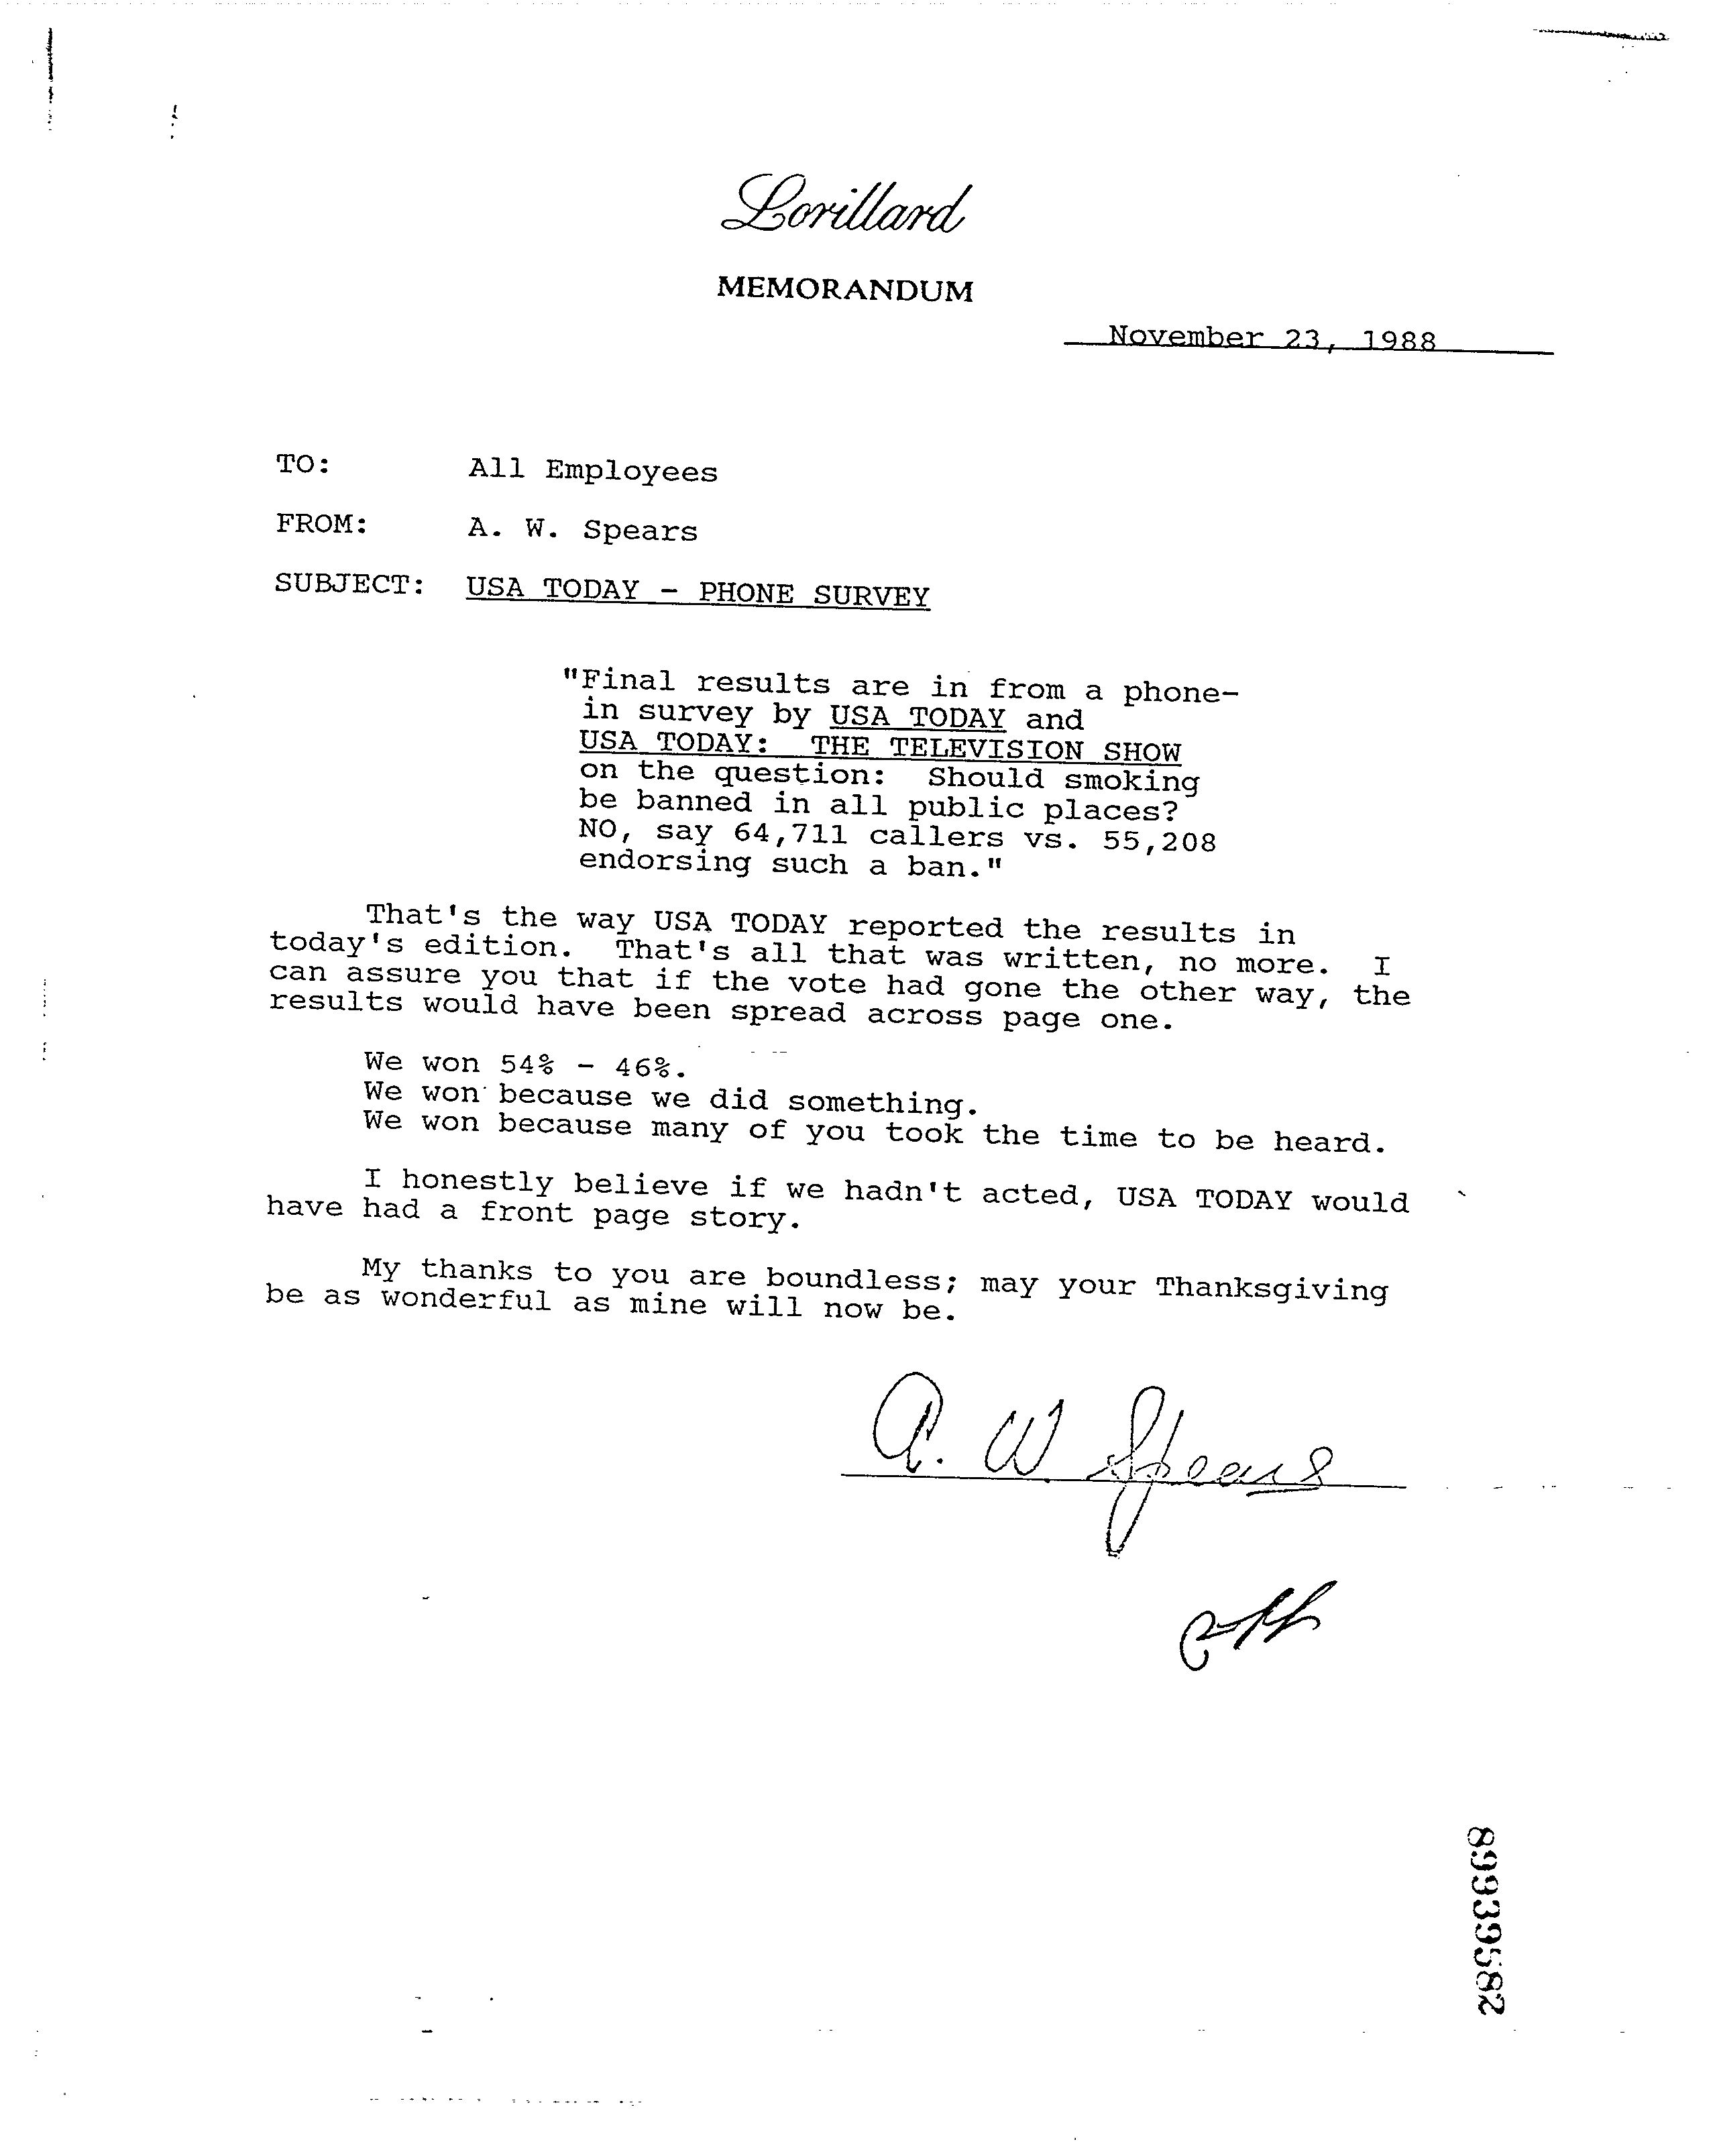 Lorillard
MEMORANDUM
November 23, 1988
TO: All Employees
FROM: A. W. Spears
SUBJECT: USA TODAY - PHONE SURVEY
"Final results are in from a phone-
in survey by USA TODAY and
USA TODAY: THE TELEVISION SHOW
on the question: Should smoking
be banned in all public places?
NO, say 64,711 callers vs. 55,208
endorsing such a ban."
That's the way USA TODAY reported the results in
today's edition. That's all that was written, no more. I
can assure you that if the vote had gone the other way, the
results would have been spread across page one.
We won 54% - 46%.
We won because we did something.
We won because many of you took the time to be heard.
I honestly believe if we hadn't acted, USA TODAY would
have had a front page story.
My thanks to you are boundless; may your Thanksgiving
be as wonderful as mine will now be.
A. W. Spears
89939582